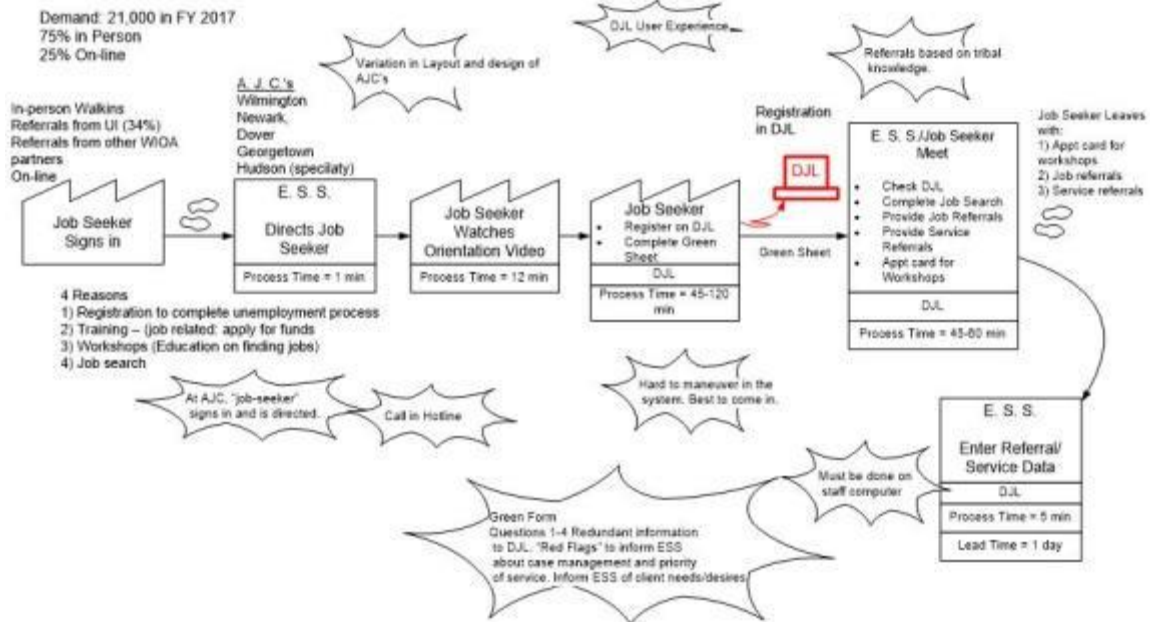 Demand: 21,000 in FY 2017
75% in Person
25% On-line
DJL User Experience
Variation in Layout and design of
AJC's
Referrals based on tribal
knowledge.
In-person Walkins
Referrals from UI (34%)
Referrals from other WIOA
partners
On-line
A. J. C.'s
Wilmington
Newark,
Dover
Georgetown
Hudson (specilaty)
Registration
in DJL
DJL
Job Seeker Leaves
with:
1) Appt card for
workshops
2) Job referrals
3) Service referrals
Job Seeker
Signs in
E. S. S.
Directs Job
Seeker
Process Time = 1 min
Job Seeker
Watches
Orientation Video
Process Time = 12 min
Job Seeker
• Register on DJL
• Complete Green
Sheet
DJL
Process Time = 45-120
min
Green Sheet
E. S. S./Job Seeker
Meet
• Check DJL
• Complete Job Search
• Provide Job Referrals
• Provide Service
Referrals
• Appt card for
Workshops
DJL
Process Time = 45-60 min
4 Reasons
1) Registration to complete unemployment process
2) Training – (job related: apply for funds
3) Workshops (Education on finding jobs)
4) Job search
At AJC, "job-seeker"
signs in and is directed.
Call in Hotline
Hard to maneuver in the
system. Best to come in.
E. S. S.
Enter Referral/
Service Data
DJL
Process Time = 5 min
Lead Time = 1 day
Must be done on
staff computer
Green Form
Questions 1-4 Redundant information
to DJL. "Red Flags" to inform ESS
about case management and priority
of service. Inform ESS of client needs/desires